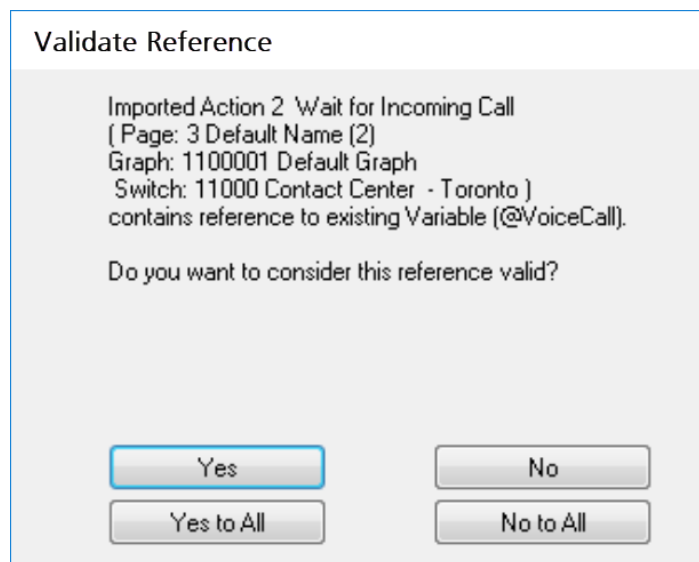 Validate Reference
Imported Action 2  Wait for Incoming Call
( Page: 3 Default Name (2)
Graph: 1100001 Default Graph
Switch: 11000 Contact Center  - Toronto )
contains reference to existing Variable (@VoiceCall).
Do you want to consider this reference valid?
Yes
No
Yes to All
No to All